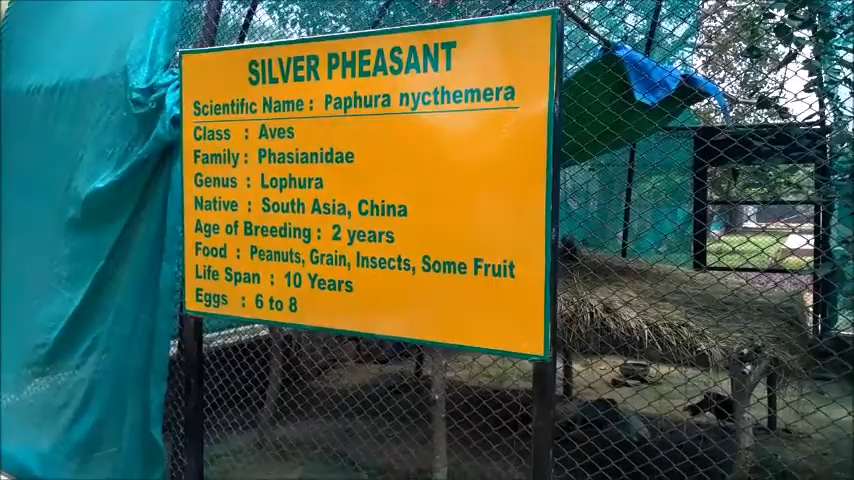 SILVER PHEASANT
Scientific Name : Paphura nycthemera
Class : Aves
Family : Phasianidae
Genus : Lophura
Native : South Asia, China
Age of Breeding : 2 years
Food : Peanuts, Grain, Insects, Some Fruit
Life Span : 10 Years
Eggs : 6 to 8